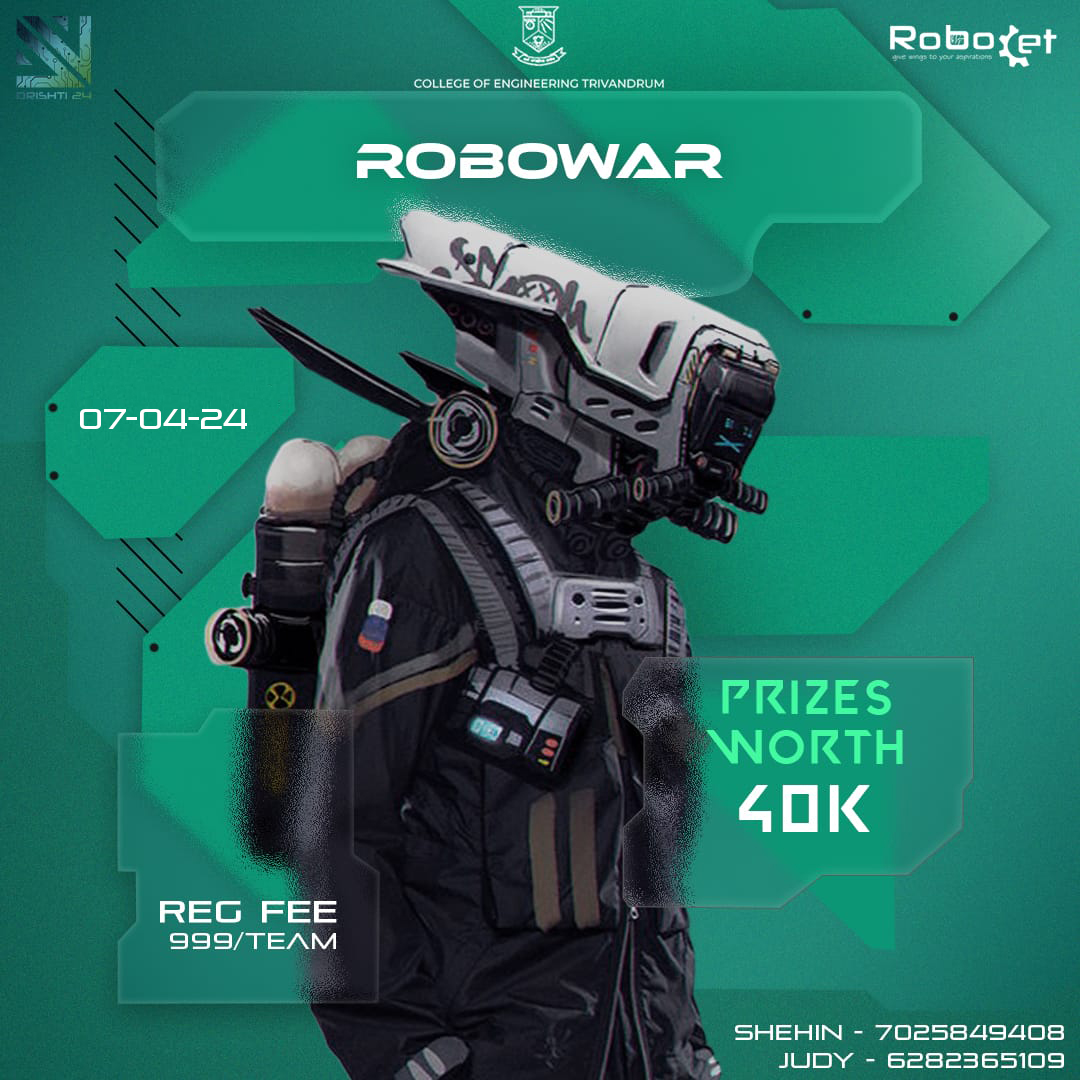 DRISHTI 24
COLLEGE OF ENGINEERING TRIVANDRUM
Robocet
give wings to your aspirations
ROBOWAR
07-04-24
PRIZES
WORTH
40K
REG FEE
999/TEAM
SHEHIN - 7025849408
JUDY - 6282365109